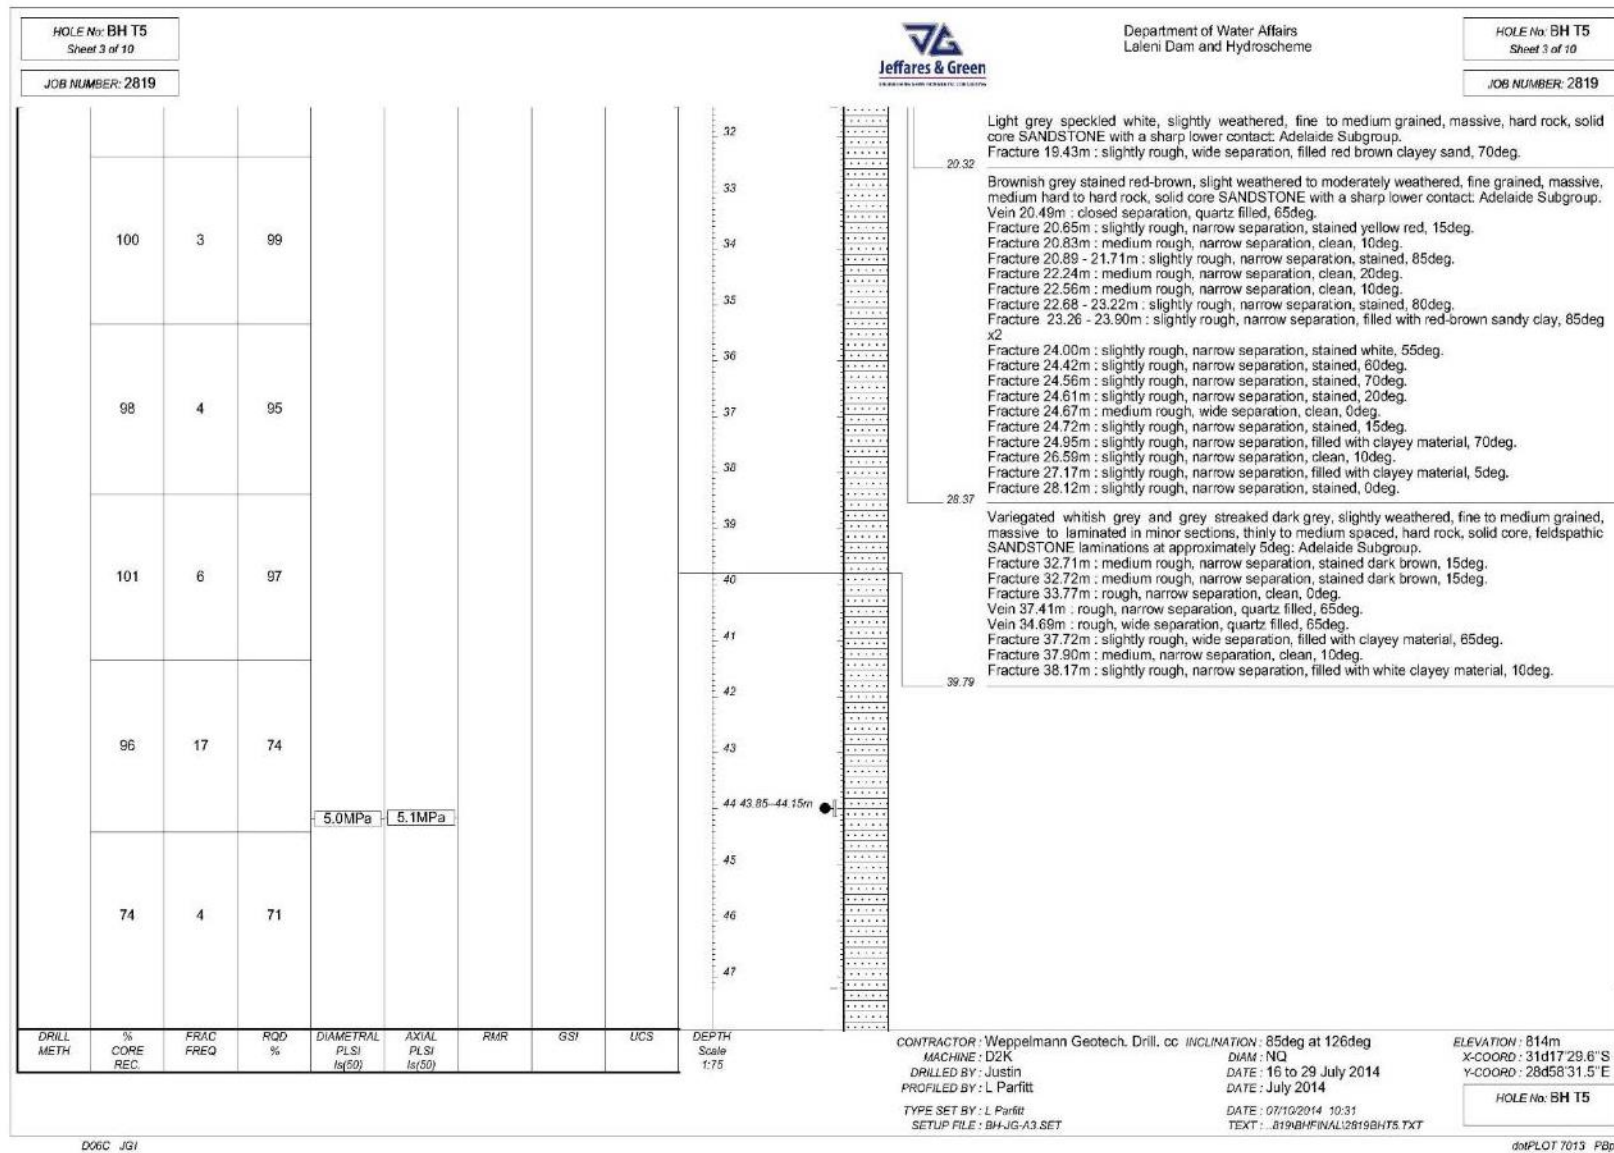 HOLE No: BH T5
Sheet 3 of 10
JOB NUMBER: 2819
Jeffares & Green
Department of Water Affairs
Laleni Dam and Hydroscheme
HOLE No: BH T5
Sheet 3 of 10
JOB NUMBER: 2819
100 3 99
98 4 95
101 6 97
96 17 74
5.0MPa 5.1MPa
74 4 71
32
33
34
35
36
37
38
39
40
41
42
43
44 43.85-44.15m
45
46
47
Light grey speckled white, slightly weathered, fine to medium grained, massive, hard rock, solid
core SANDSTONE with a sharp lower contact: Adelaide Subgroup.
Fracture 19.43m : slightly rough, wide separation, filled red brown clayey sand, 70deg.
20.32
Brownish grey stained red-brown, slight weathered to moderately weathered, fine grained, massive,
medium hard to hard rock, solid core SANDSTONE with a sharp lower contact: Adelaide Subgroup.
Vein 20.49m : closed separation, quartz filled, 65deg.
Fracture 20.65m : slightly rough, narrow separation, stained yellow red, 15deg.
Fracture 20.83m : medium rough, narrow separation, clean, 10deg.
Fracture 20.89 - 21.71m : slightly rough, narrow separation, stained, 85deg.
Fracture 22.24m : medium rough, narrow separation, clean, 20deg.
Fracture 22.56m : medium rough, narrow separation, clean, 10deg.
Fracture 22.68 - 23.22m : slightly rough, narrow separation, stained, 80deg.
Fracture 23.26 - 23.90m : slightly rough, narrow separation, filled with red-brown sandy clay, 85deg
x2
Fracture 24.00m : slightly rough, narrow separation, stained white, 55deg.
Fracture 24.42m : slightly rough, narrow separation, stained, 60deg.
Fracture 24.56m : slightly rough, narrow separation, stained, 70deg.
Fracture 24.61m : slightly rough, narrow separation, stained, 20deg.
Fracture 24.67m : medium rough, wide separation, clean, 0deg.
Fracture 24.72m : slightly rough, narrow separation, stained, 15deg.
Fracture 24.95m : slightly rough, narrow separation, filled with clayey material, 70deg.
Fracture 26.59m : slightly rough, narrow separation, clean, 10deg.
Fracture 27.17m : slightly rough, narrow separation, filled with clayey material, 5deg.
Fracture 28.12m : slightly rough, narrow separation, stained, 0deg.
28.37
Variegated whitish grey and grey streaked dark grey, slightly weathered, fine to medium grained,
massive to laminated in minor sections, thinly to medium spaced, hard rock, solid core, feldspathic
SANDSTONE laminations at approximately 5deg: Adelaide Subgroup.
Fracture 32.71m : medium rough, narrow separation, stained dark brown, 15deg.
Fracture 32.72m : medium rough, narrow separation, stained dark brown, 15deg.
Fracture 33.77m : rough, narrow separation, clean, 0deg.
Vein 37.41m : rough, narrow separation, quartz filled, 65deg.
Vein 34.69m : rough, wide separation, quartz filled, 65deg.
Fracture 37.72m : slightly rough, wide separation, filled with clayey material, 65deg.
Fracture 37.90m : medium, narrow separation, clean, 10deg.
Fracture 38.17m : slightly rough, narrow separation, filled with white clayey material, 10deg.
39.79
DRILL METH
% CORE REC.
FRAC FREQ
RQD %
DIAMETRAL PLSI Is(50)
AXIAL PLSI Is(50)
RMR
GSI
UCS
DEPTH Scale 1:75
CONTRACTOR : Weppelmann Geotech. Drill. cc INCLINATION : 85deg at 126deg ELEVATION : 814m
MACHINE : D2K DIAM : NQ X-COORD : 31d17'29.6"S
DRILLED BY : Justin DATE : 16 to 29 July 2014 Y-COORD : 28d58'31.5"E
PROFILED BY : L Parfitt DATE : July 2014
HOLE No: BH T5
TYPE SET BY : L Parfitt DATE : 07/10/2014 10:31
SETUP FILE : BH-JG-A3.SET TEXT : ..819\BHFINAL\2819BHT5.TXT
D06C JGI
dotPLOT 7013 PBp